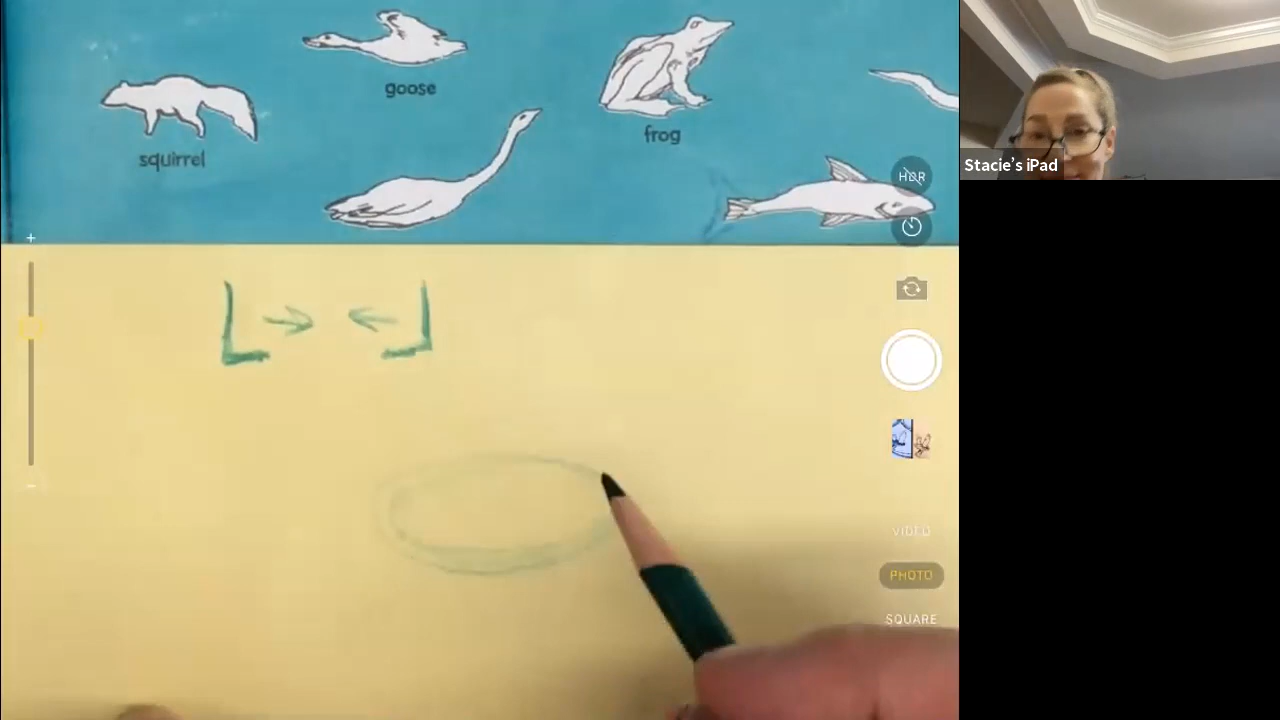 goose
squirrel
frog
HDR
Stacie's iPad
VIDEO
PHOTO
SQUARE